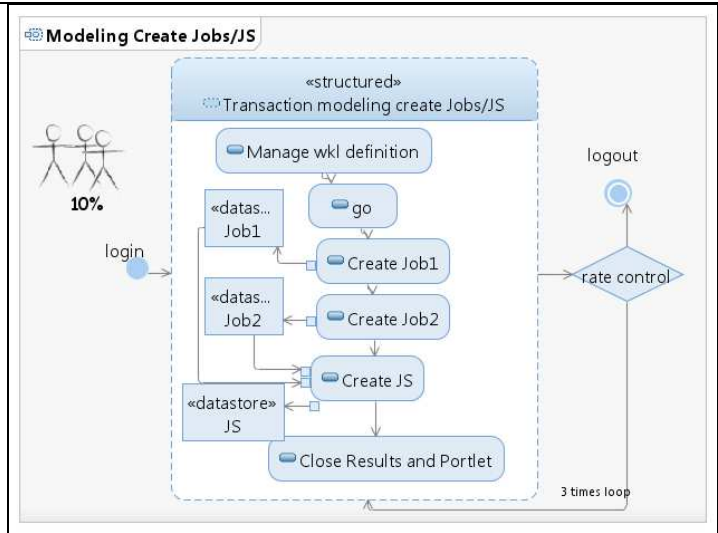 Modeling Create Jobs/JS
«structured»
Transaction modeling create Jobs/JS
Manage wkl definition
logout
10%
«datas...
Job1
go
login
Create Job1
rate control
«datas...
Job2
Create Job2
Create JS
«datastore»
JS
Close Results and Portlet
3 times loop